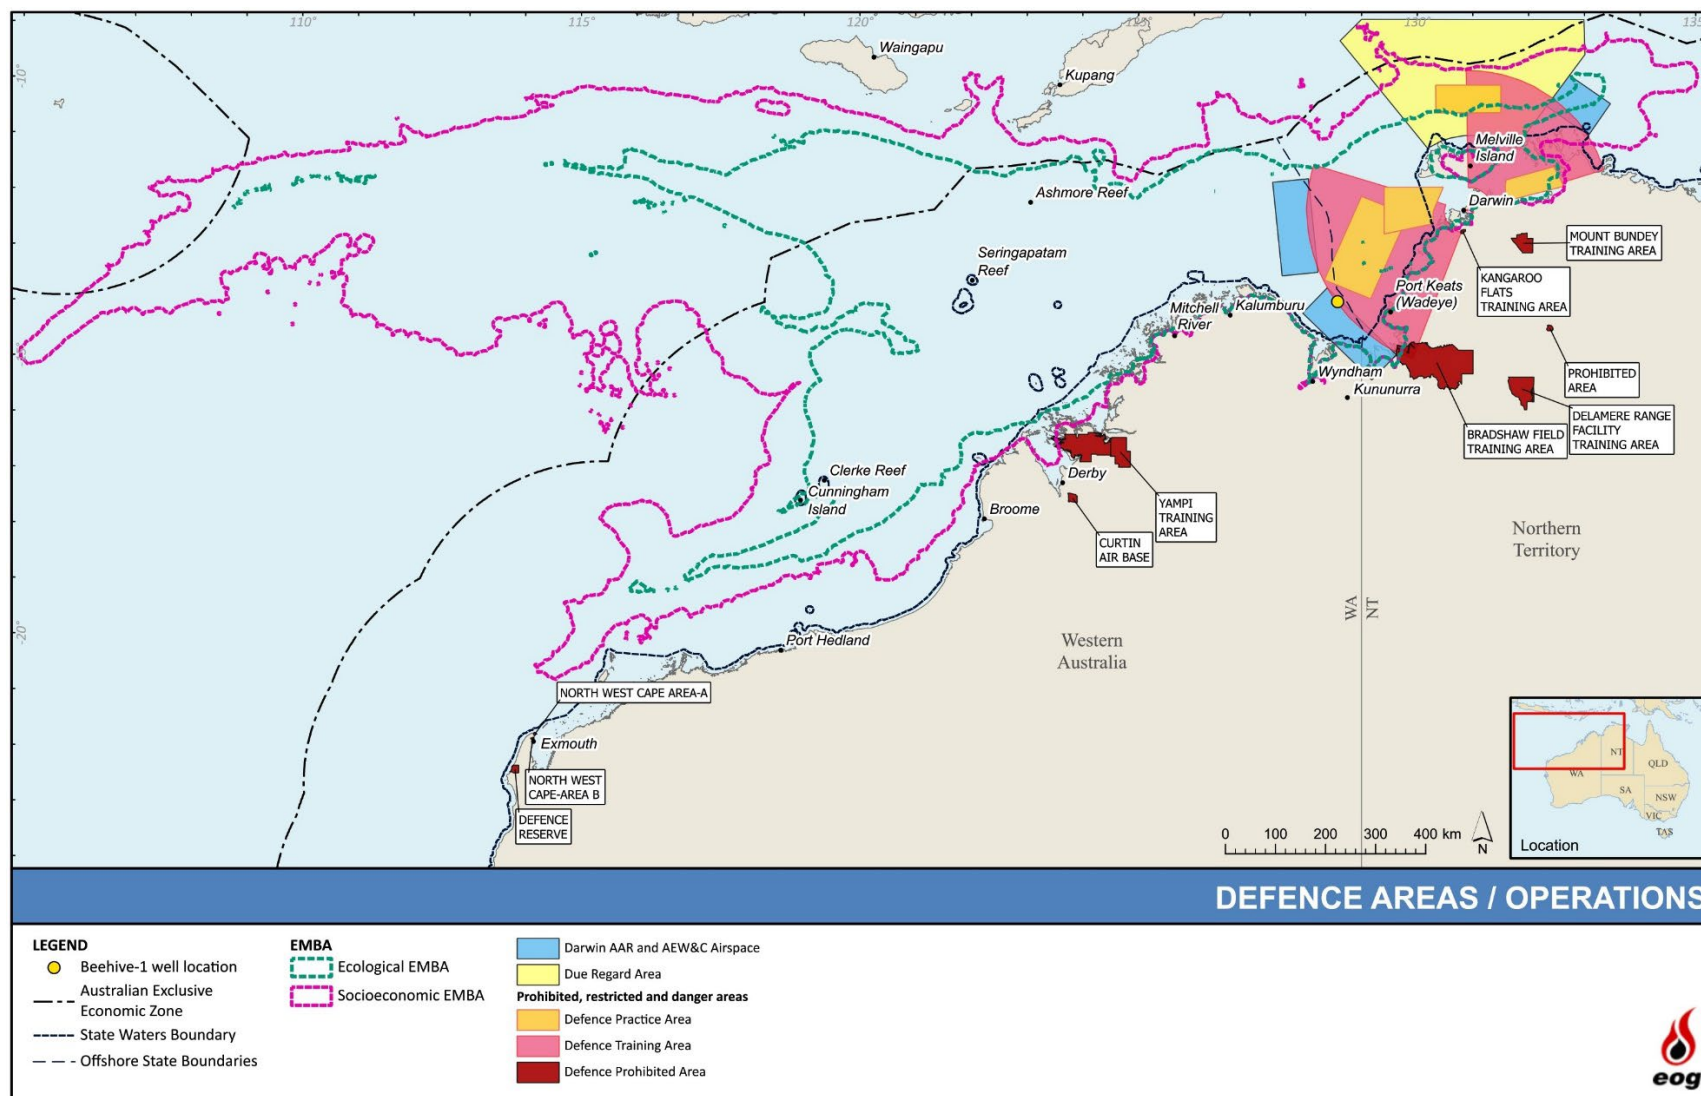 110°
115°
120°
125°
130°
135
-10°
-15°
-20°
Waingapu
Kupang
Melville
Island
Ashmore Reef
Darwin
Seringapatam
Reef
MOUNT BUNDEY
TRAINING AREA
KANGAROO
FLATS
TRAINING AREA
Port Keats
(Wadeye)
Mitchell
River
Kalumburu
PROHIBITED
AREA
Wyndham
Kununurra
DELAMERE RANGE
FACILITY
TRAINING AREA
BRADSHAW FIELD
TRAINING AREA
Clerke Reef
Cunningham
Island
Derby
Broome
YAMPI
TRAINING
AREA
CURTIN
AIR BASE
Northern
Territory
WA
NT
Western
Australia
Port Hedland
NORTH WEST CAPE AREA-A
Exmouth
NORTH WEST
CAPE-AREA B
DEFENCE
RESERVE
0 100 200 300 400 km
N
NT
QLD
WA
SA
NSW
VIC
TAS
Location
DEFENCE AREAS / OPERATIONS
LEGEND
Beehive-1 well location
Australian Exclusive
Economic Zone
State Waters Boundary
Offshore State Boundaries
EMBA
Ecological EMBA
Socioeconomic EMBA
Darwin AAR and AEW&C Airspace
Due Regard Area
Prohibited, restricted and danger areas
Defence Practice Area
Defence Training Area
Defence Prohibited Area
eog